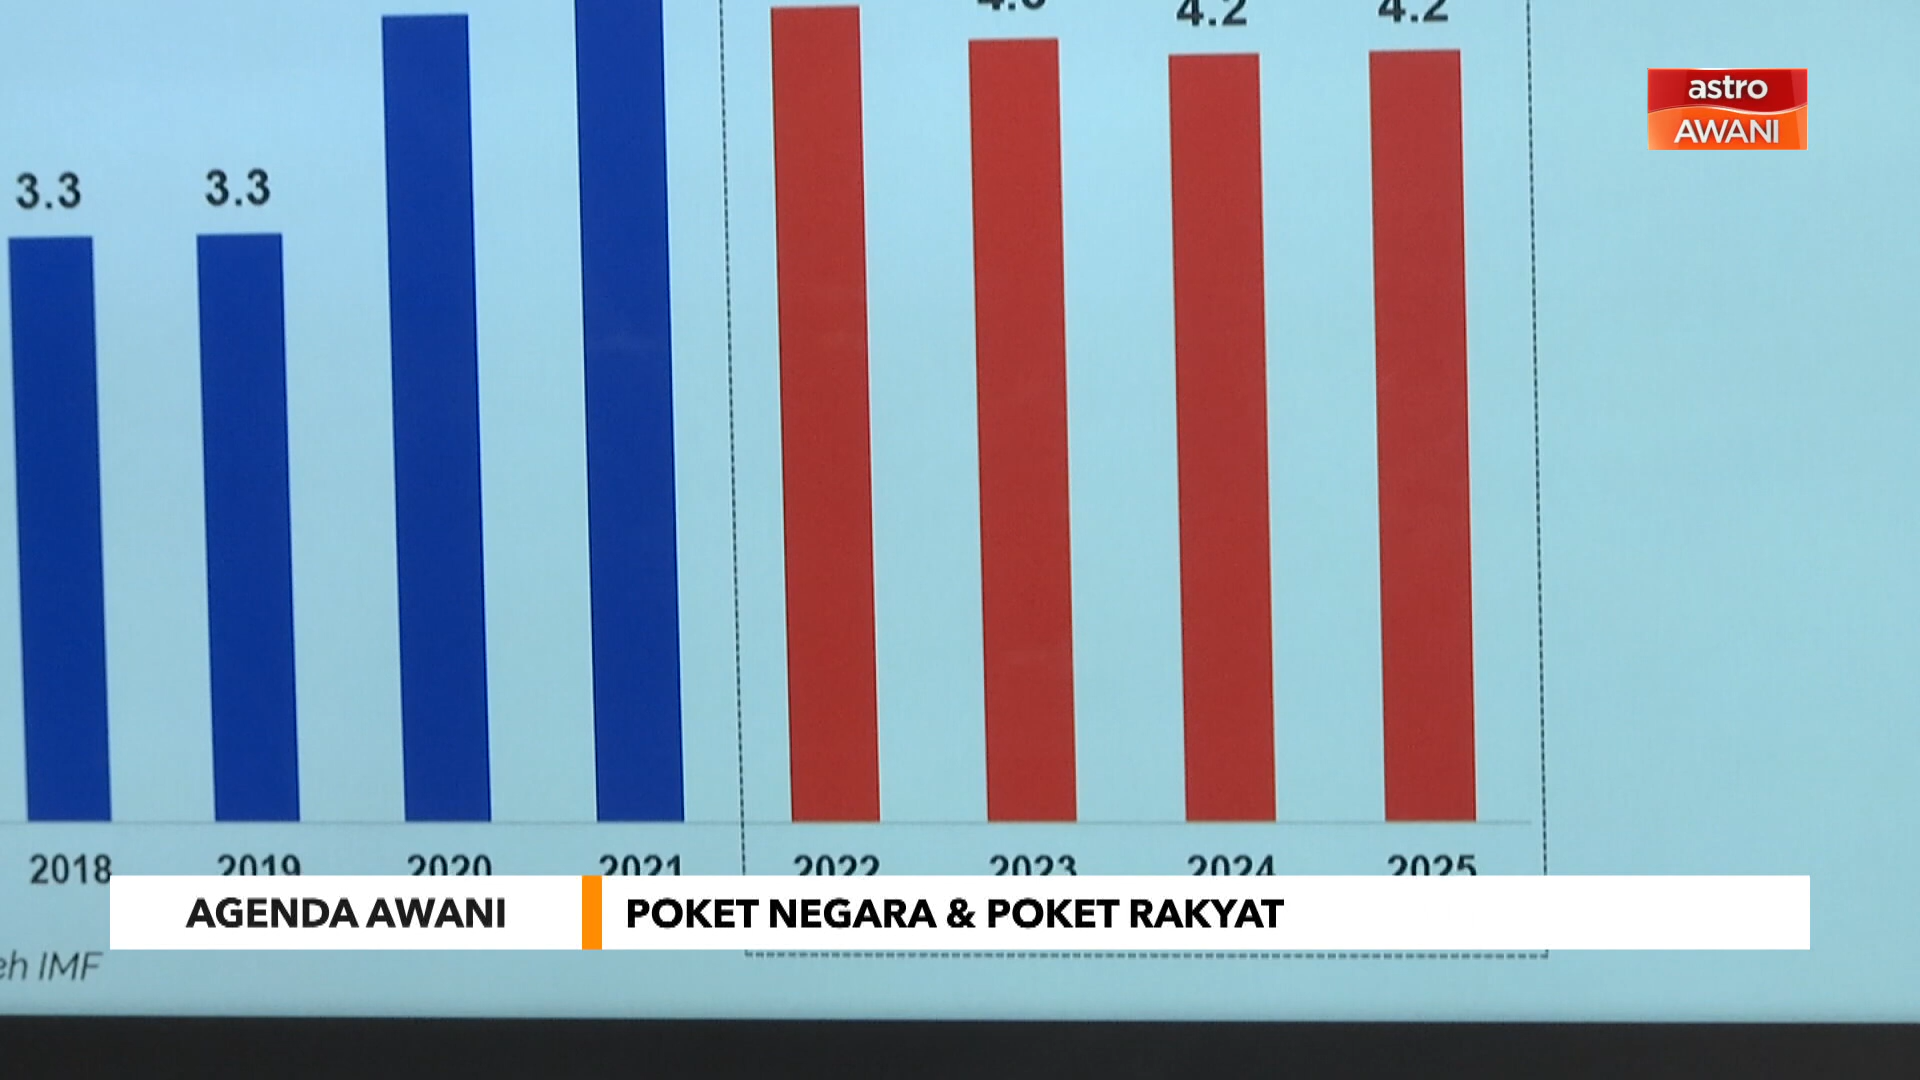 4.2
4.2
astro
AWANI
3.3
3.3
2018
2019
2020
2021
2022
2023
2024
2025
AGENDA AWANI
POKET NEGARA & POKET RAKYAT
eh IMF